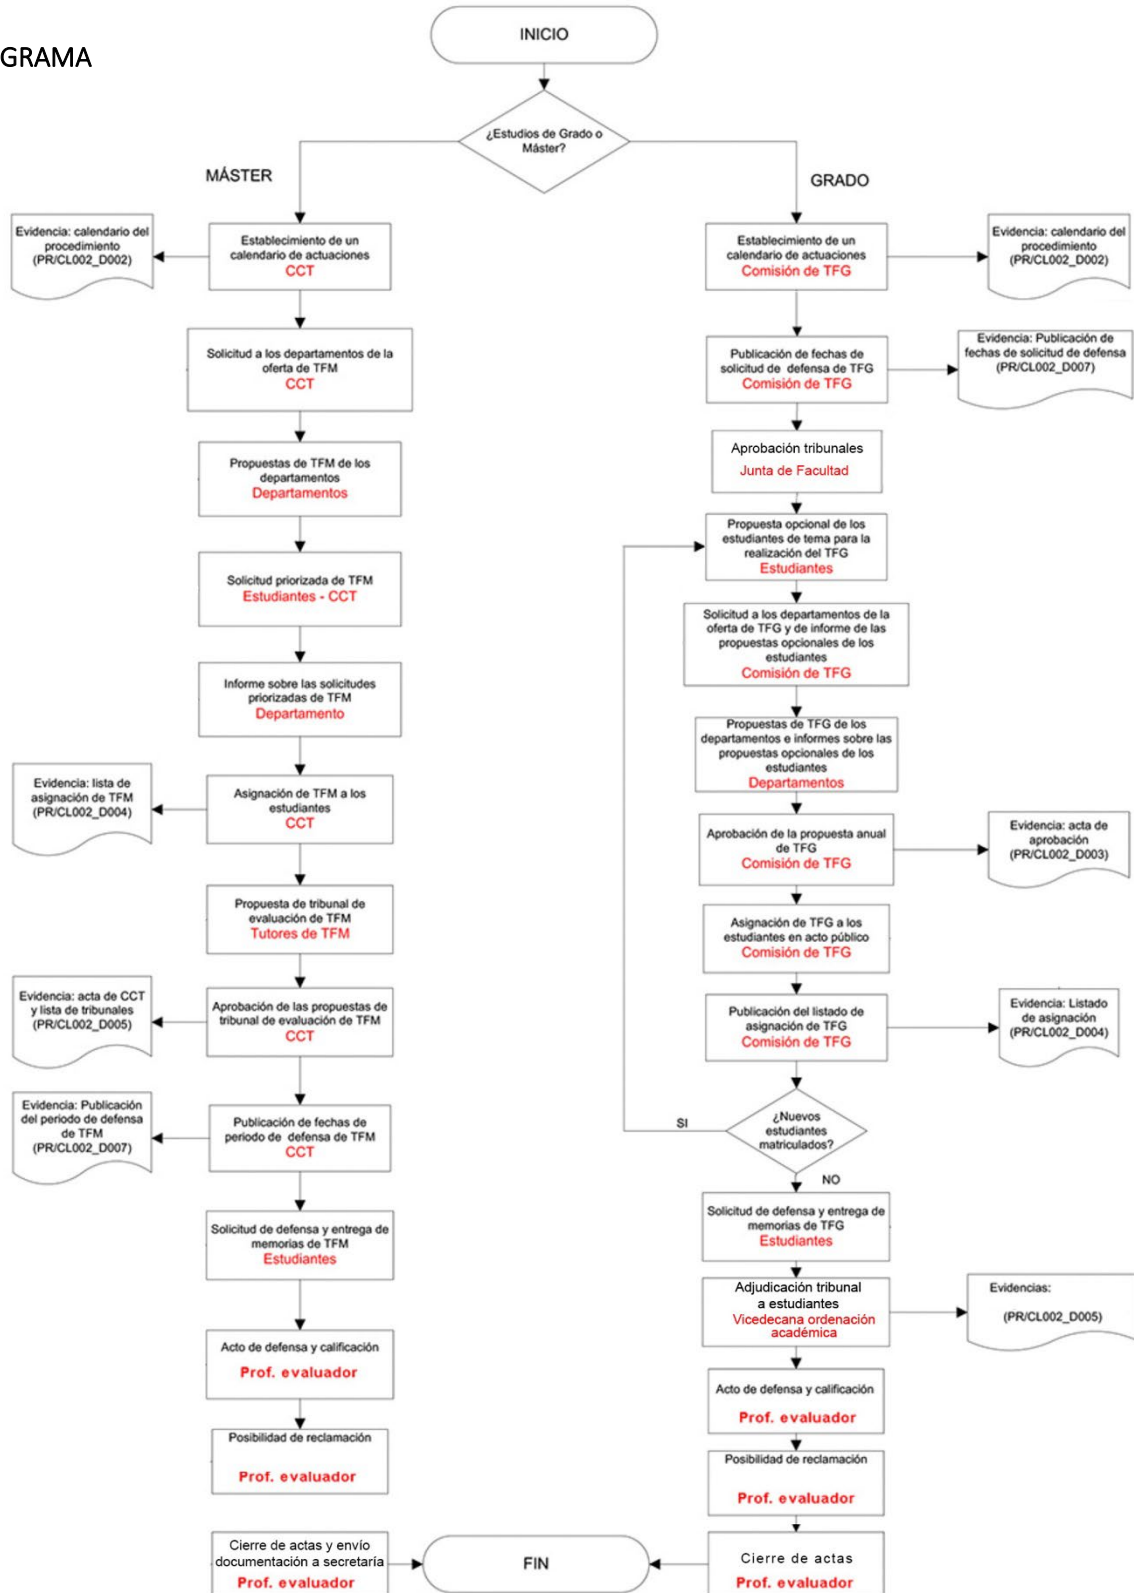 GRAMA
INICIO
¿Estudios de Grado o
Máster?
MÁSTER
GRADO
Evidencia: calendario del
procedimiento
(PR/CL002_D002)
Establecimiento de un
calendario de actuaciones
CCT
Solicitud a los departamentos de la
oferta de TFM
CCT
Propuestas de TFM de los
departamentos
Departamentos
Solicitud priorizada de TFM
Estudiantes - CCT
Informe sobre las solicitudes
priorizadas de TFM
Departamento
Evidencia: lista de
asignación de TFM
(PR/CL002_D004)
Asignación de TFM a los
estudiantes
CCT
Propuesta de tribunal de
evaluación de TFM
Tutores de TFM
Evidencia: acta de CCT
y lista de tribunales
(PR/CL002_D005)
Aprobación de las propuestas de
tribunal de evaluación de TFM
CCT
Evidencia: Publicación
del periodo de defensa
de TFM
(PR/CL002_D007)
Publicación de fechas de
periodo de defensa de TFM
CCT
Solicitud de defensa y entrega de
memorias de TFM
Estudiantes
Acto de defensa y calificación
Prof. evaluador
Posibilidad de reclamación
Prof. evaluador
Cierre de actas y envío
documentación a secretaría
Prof. evaluador
Establecimiento de un
calendario de actuaciones
Comisión de TFG
Evidencia: calendario del
procedimiento
(PR/CL002_D002)
Publicación de fechas de
solicitud de defensa de TFG
Comisión de TFG
Evidencia: Publicación de
fechas de solicitud de defensa
(PR/CL002_D007)
Aprobación tribunales
Junta de Facultad
Propuesta opcional de los
estudiantes de tema para la
realización del TFG
Estudiantes
Solicitud a los departamentos de la
oferta de TFG y de informe de las
propuestas opcionales de los
estudiantes
Comisión de TFG
Propuestas de TFG de los
departamentos e informes sobre las
propuestas opcionales de los
estudiantes
Departamentos
Aprobación de la propuesta anual
de TFG
Comisión de TFG
Evidencia: acta de
aprobación
(PR/CL002_D003)
Asignación de TFG a los
estudiantes en acto público
Comisión de TFG
Publicación del listado de
asignación de TFG
Comisión de TFG
Evidencia: Listado
de asignación
(PR/CL002_D004)
¿Nuevos
estudiantes
matriculados?
SI
NO
Solicitud de defensa y entrega de
memorias de TFG
Estudiantes
Adjudicación tribunal
a estudiantes
Vicedecana ordenación
académica
Evidencias:
(PR/CL002_D005)
Acto de defensa y calificación
Prof. evaluador
Posibilidad de reclamación
Prof. evaluador
Cierre de actas
Prof. evaluador
FIN